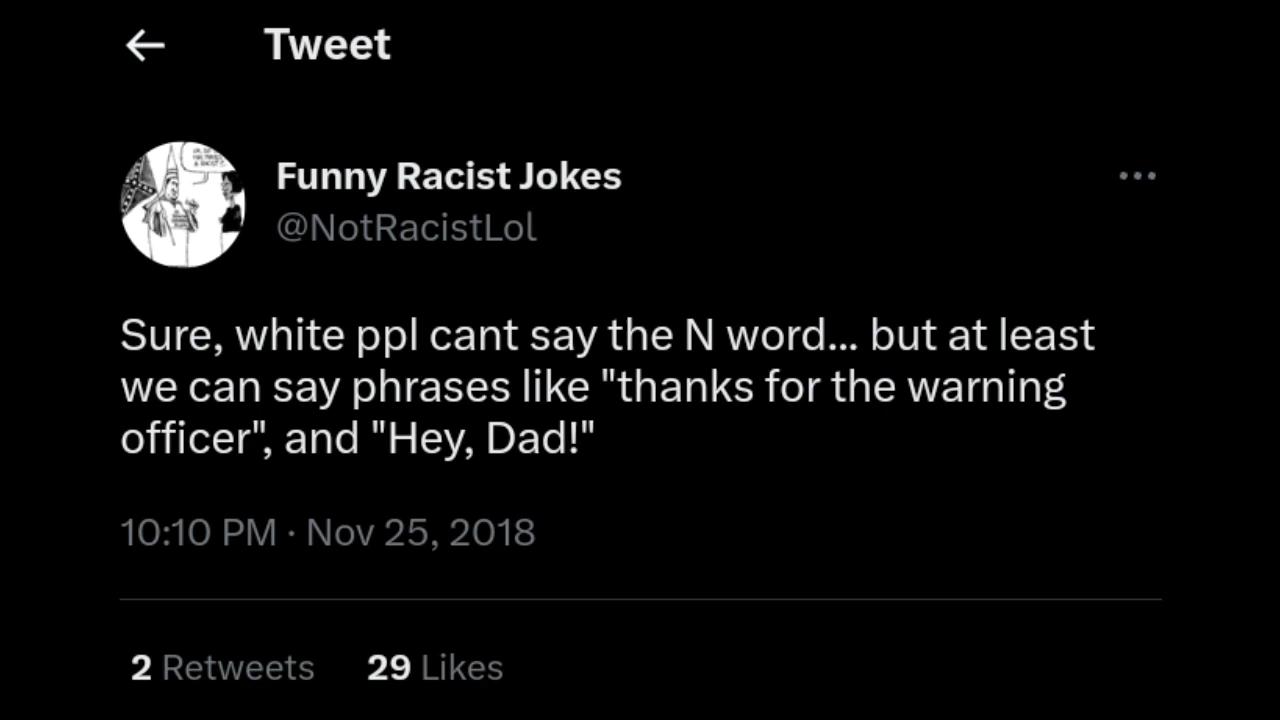 Tweet
Funny Racist Jokes
@NotRacistLol
Sure, white ppl cant say the N word... but at least
we can say phrases like "thanks for the warning
officer", and "Hey, Dad!"
10:10 PM · Nov 25, 2018
2 Retweets 29 Likes